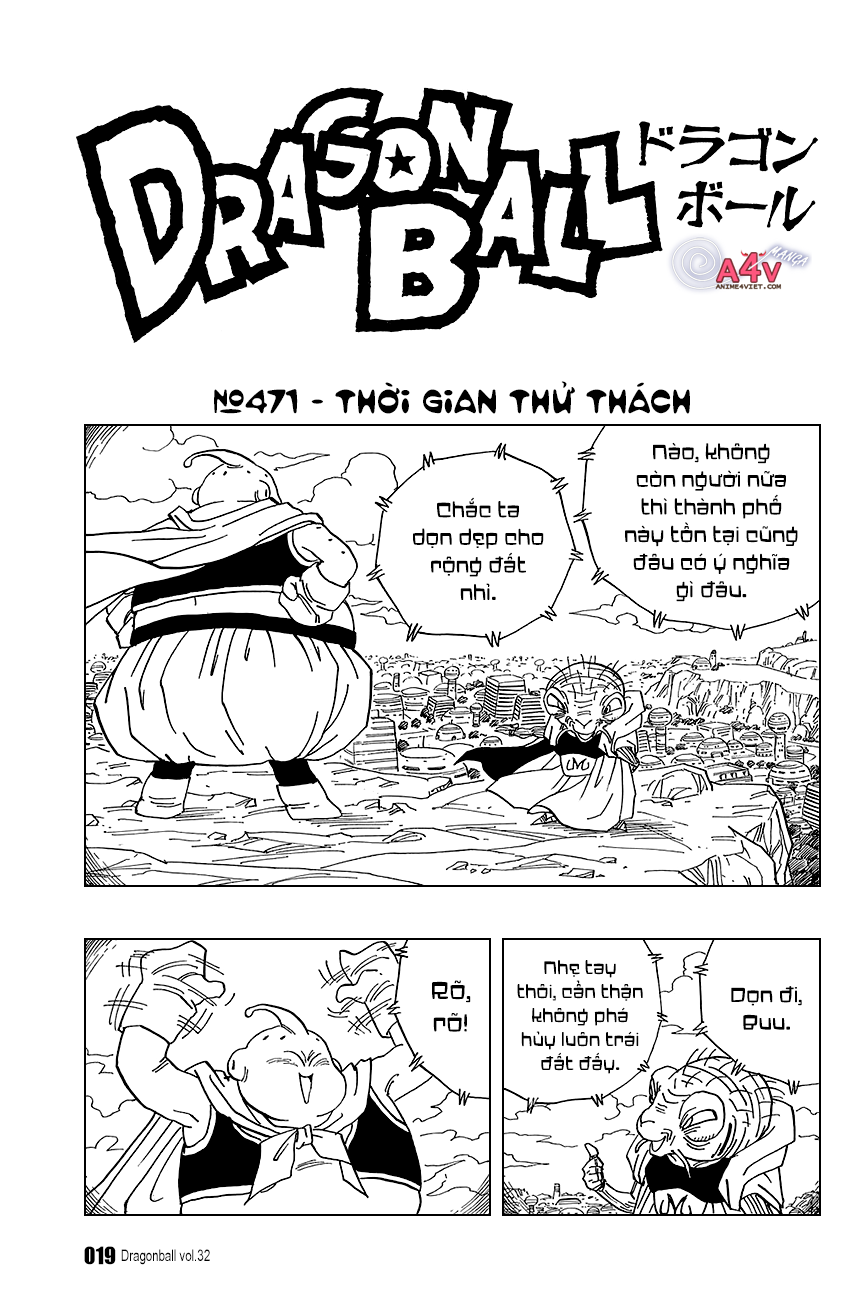 DRAGON BALL
ドラゴン
ボール
A4V MANGA
ANIME4VIET.COM
№471 - THỜI GIAN THỬ THÁCH
Nào, không
còn người nữa
thì thành phố
này tồn tại cũng
đâu có ý nghĩa
gì đâu.
Chắc ta
dọn dẹp cho
rộng đất
nhỉ.
M
Dọn đi,
Buu.
Nhẹ tay
thôi, cẩn thận
không phá
hủy luôn trái
đất đấy.
M
Rõ,
rõ!
019 Dragonball vol.32